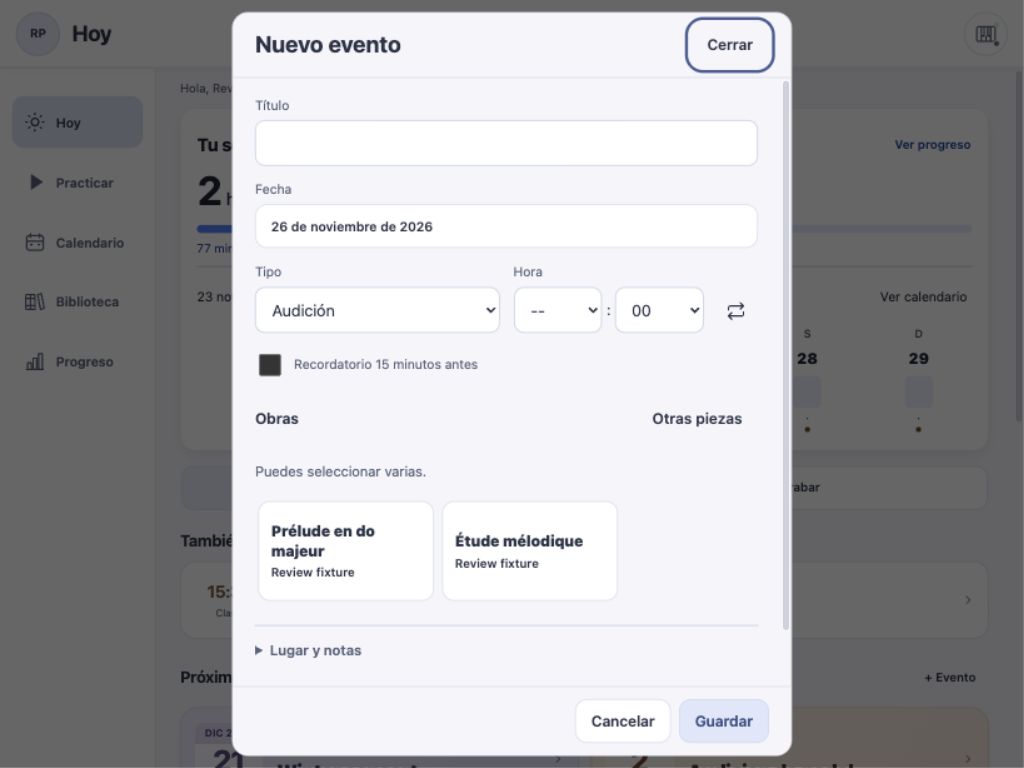 RP
Hoy
Nuevo evento
Cerrar
Hola, Rev
Hoy
Practicar
Calendario
Biblioteca
Progreso
Ver progreso
2
77 min
23 no
Ver calendario
S
D
28
29
Título
Fecha
26 de noviembre de 2026
Tipo
Hora
Audición
--
:
00
Recordatorio 15 minutos antes
Obras
Otras piezas
Puedes seleccionar varias.
Prélude en do
majeur
Review fixture
Étude mélodique
Review fixture
Lugar y notas
Cancelar
Guardar
Tu s
También
15:
Cla
Próxim
+ Evento
DIC 2
21
2